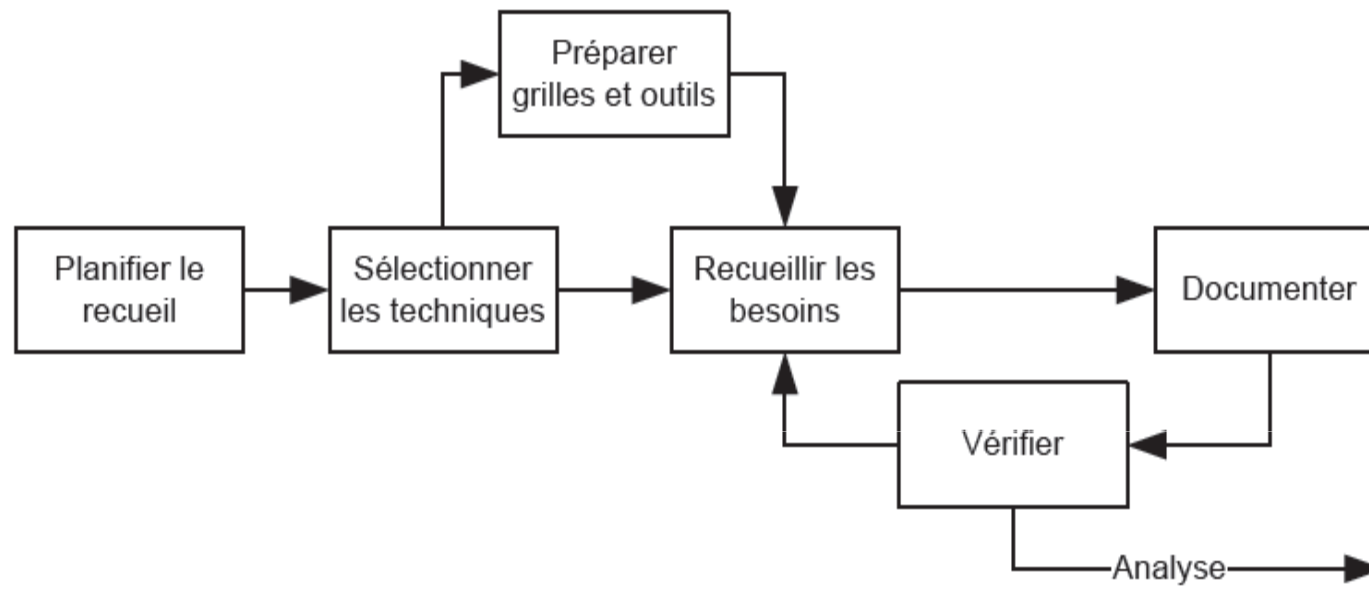 Préparer
grilles et outils
Planifier le
recueil
Sélectionner
les techniques
Recueillir les
besoins
Documenter
Vérifier
Analyse